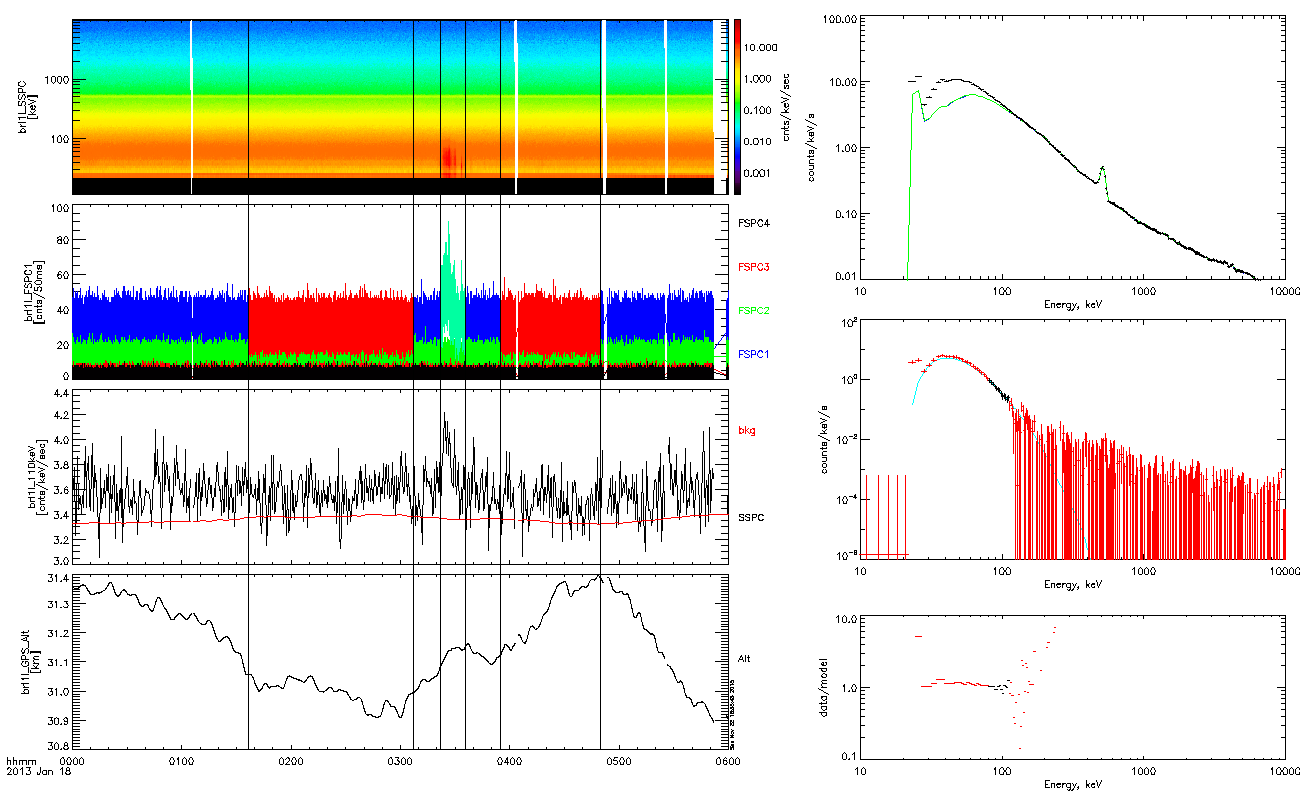 brl1L_SSPC
[keV]
1000
100
10.000
1.000
0.100
0.010
0.001
cnts/keV/sec
brl1L_FSPC1
[cnts/50ms]
100
80
60
40
20
0
FSPC4
FSPC3
FSPC2
FSPC1
brl1L_110keV
[cnts/keV/sec]
4.4
4.2
4.0
3.8
3.6
3.4
3.2
3.0
bkg
SSPC
brl1L_GPS_Alt
[km]
31.4
31.3
31.2
31.1
31.0
30.9
30.8
Alt
hhmm
2013 Jan 18
0000 0100 0200 0300 0400 0500 0600
counts/keV/s
100.00
10.00
1.00
0.10
0.01
10 100 1000 10000
Energy, keV
counts/keV/s
10²
10⁰
10⁻²
10⁻⁴
10 100 1000 10000
Energy, keV
data/model
10.0
1.0
0.1
10 100 1000 10000
Energy, keV